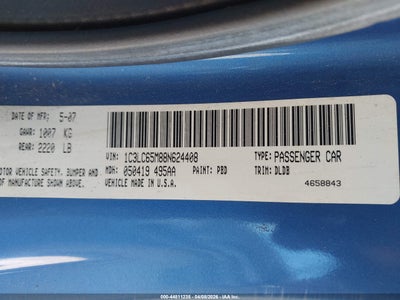 DATE OF MFR: 5-07
GAWR: 1007 KG
REAR: 2220 LB
VIN: 1C3LC65M88N624408
TYPE: PASSENGER CAR
MDH: 050419 495AA
PAINT: PBD
TRIM: DLDB
VEHICLE MADE IN U.S.A.
4658843
OTOR VEHICLE SAFETY, BUMPER AND
OF MANUFACTURE SHOWN ABOVE.
000-44811235 - 04/08/2026 - IAA Inc.